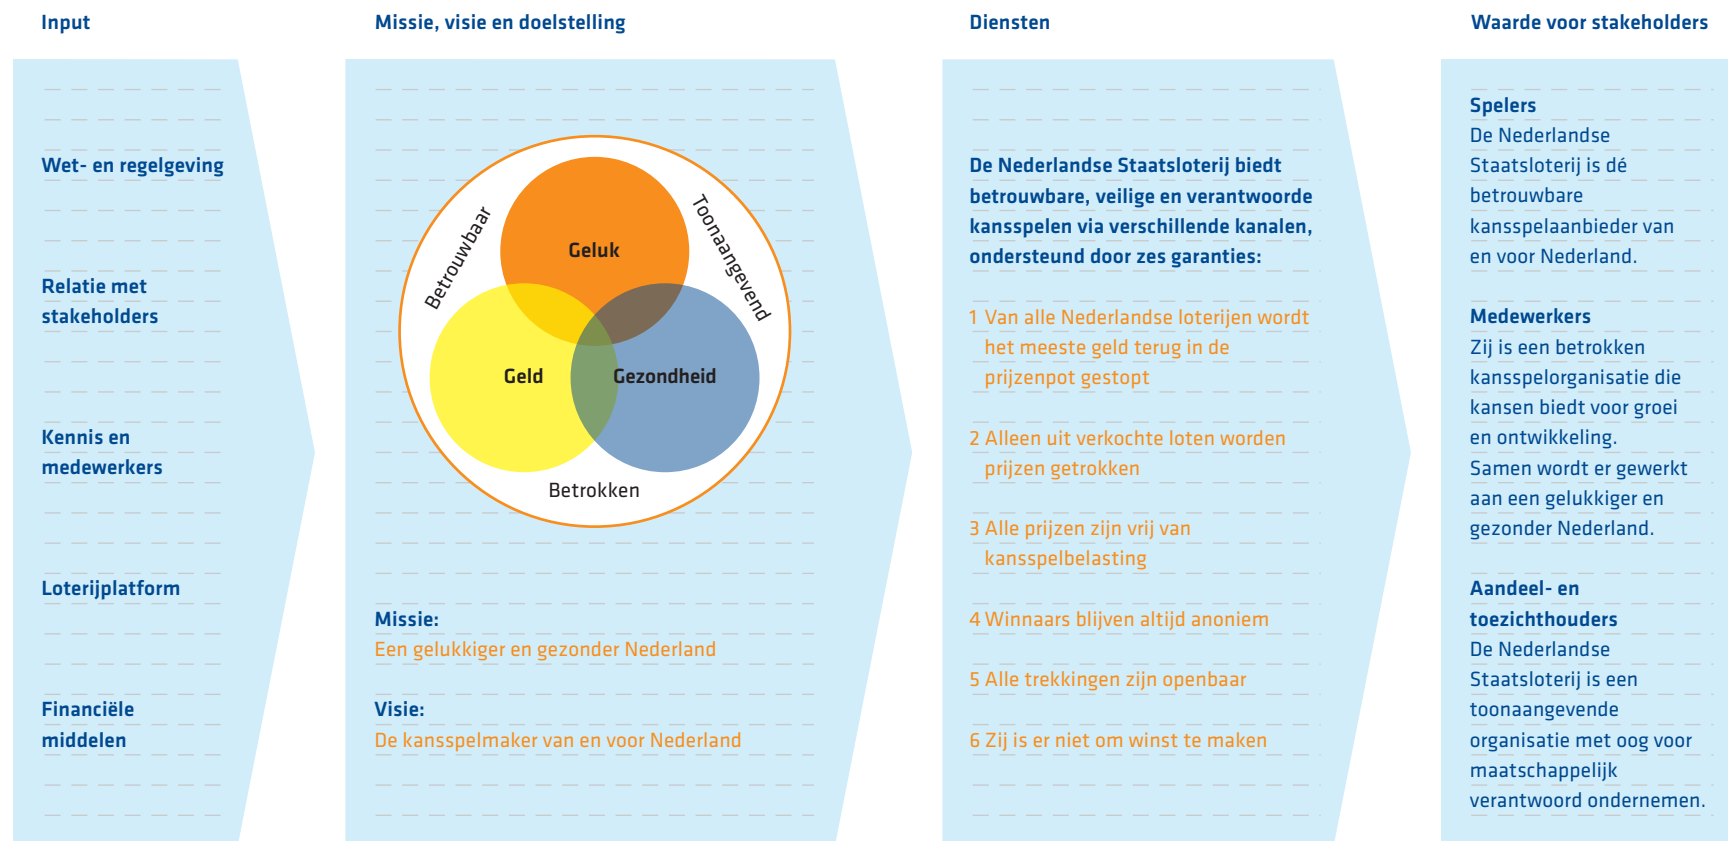 Input
Wet- en regelgeving
Relatie met
stakeholders
Kennis en
medewerkers
Loterijplatform
Financiële
middelen
Missie, visie en doelstelling
Betrouwbaar
Toonaangevend
Geluk
Geld
Gezondheid
Betrokken
Missie:
Een gelukkiger en gezonder Nederland
Visie:
De kansspelmaker van en voor Nederland
Diensten
De Nederlandse Staatsloterij biedt
betrouwbare, veilige en verantwoorde
kansspelen via verschillende kanalen,
ondersteund door zes garanties:
1 Van alle Nederlandse loterijen wordt
het meeste geld terug in de
prijzenpot gestopt
2 Alleen uit verkochte loten worden
prijzen getrokken
3 Alle prijzen zijn vrij van
kansspelbelasting
4 Winnaars blijven altijd anoniem
5 Alle trekkingen zijn openbaar
6 Zij is er niet om winst te maken
Waarde voor stakeholders
Spelers
De Nederlandse
Staatsloterij is dé
betrouwbare
kansspelaanbieder van
en voor Nederland.
Medewerkers
Zij is een betrokken
kansspelorganisatie die
kansen biedt voor groei
en ontwikkeling.
Samen wordt er gewerkt
aan een gelukkiger en
gezonder Nederland.
Aandeel- en
toezichthouders
De Nederlandse
Staatsloterij is een
toonaangevende
organisatie met oog voor
maatschappelijk
verantwoord ondernemen.